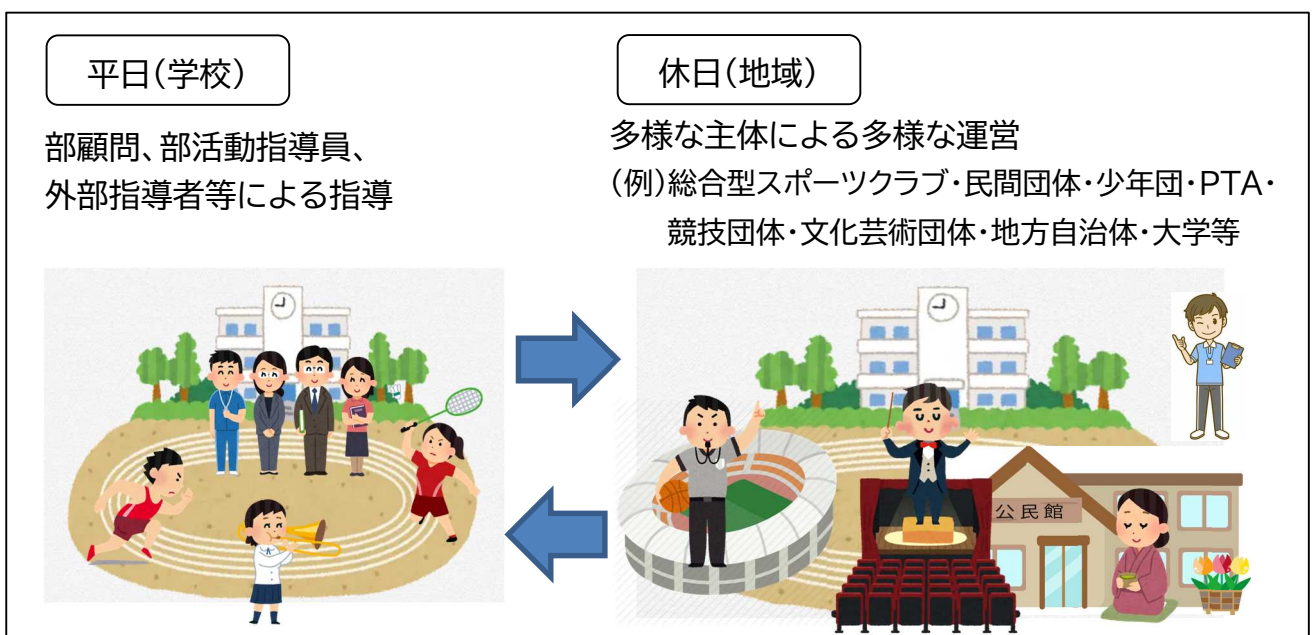 平日(学校)
部顧問、部活動指導員、
外部指導者等による指導
休日(地域)
多様な主体による多様な運営
(例)総合型スポーツクラブ・民間団体・少年団・PTA・
競技団体・文化芸術団体・地方自治体・大学等
公民館